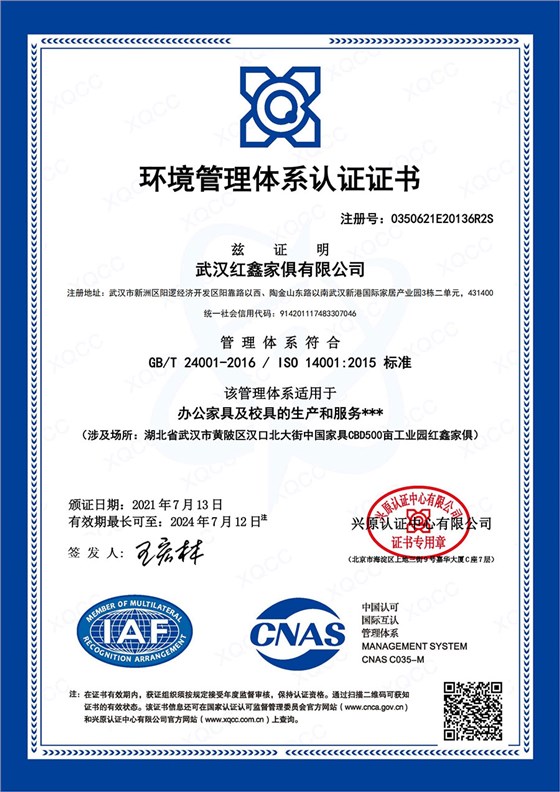 环境管理体系认证证书
注册号：0350621E20136R2S
兹 证 明
武汉红鑫家俱有限公司
注册地址：武汉市新洲区阳逻经济开发区阳靠路以西、陶金山东路以南武汉新港国际家居产业园3栋二单元，431400
统一社会信用代码：914201117483307046
管 理 体 系 符 合
GB/T 24001-2016 / ISO 14001:2015 标准
该管理体系适用于
办公家具及校具的生产和服务***
（涉及场所：湖北省武汉市黄陂区汉口北大街中国家具CBD500亩工业园红鑫家俱）
颁证日期：2021 年 7 月 13 日
有效期最长可至：2024 年 7 月 12 日注
签 发 人：
兴原认证中心有限公司
兴原认证中心有限公司
证书专用章
（北京市海淀区上地三街9号嘉华大厦C座7层）
MEMBER OF MULTILATERAL
IAF
RECOGNITION ARRANGEMENT
CNAS
中国认可
国际互认
管理体系
MANAGEMENT SYSTEM
CNAS C035-M
注：在证书有效期内，获证组织须按规定接受年度监督审核，保持认证资格。通过扫描二维码可获知
证书的有效状态。该证书信息还可在国家认证认可监督管理委员会官方网站（www.cnca.gov.cn）
和兴原认证中心有限公司官方网站（www.xqcc.com.cn）上查询。